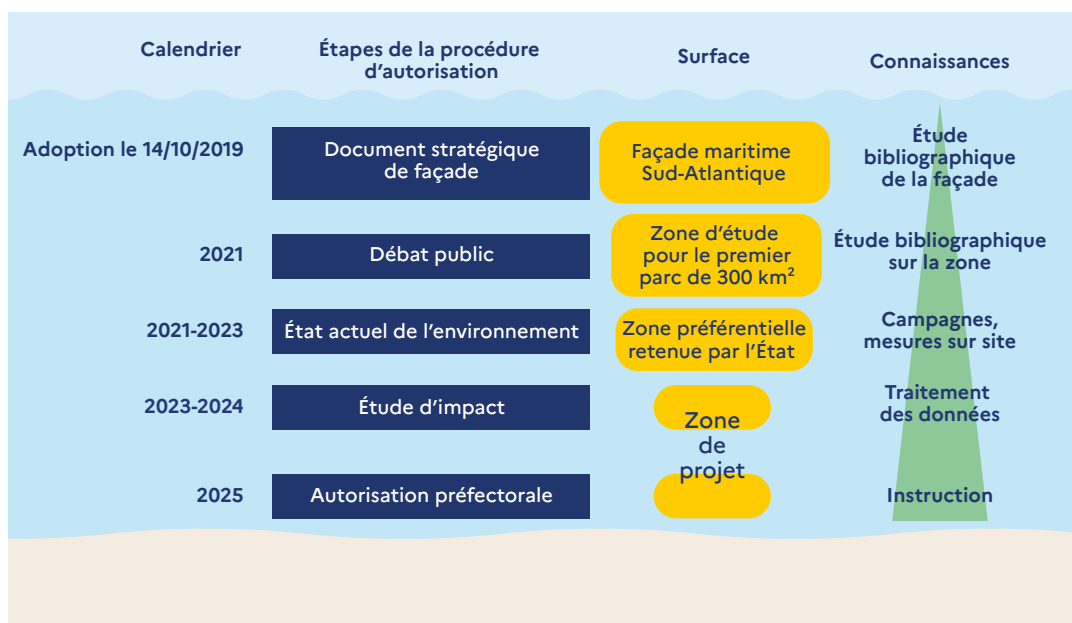 Calendrier
Étapes de la procédure
d'autorisation
Surface
Connaissances
Adoption le 14/10/2019
Document stratégique
de façade
Façade maritime
Sud-Atlantique
Étude
bibliographique
de la façade
2021
Débat public
Zone d'étude
pour le premier
parc de 300 km²
Étude bibliographique
sur la zone
2021-2023
État actuel de l'environnement
Zone préférentielle
retenue par l'État
Campagnes,
mesures sur site
2023-2024
Étude d'impact
Zone
de
projet
Traitement
des données
2025
Autorisation préfectorale
Instruction